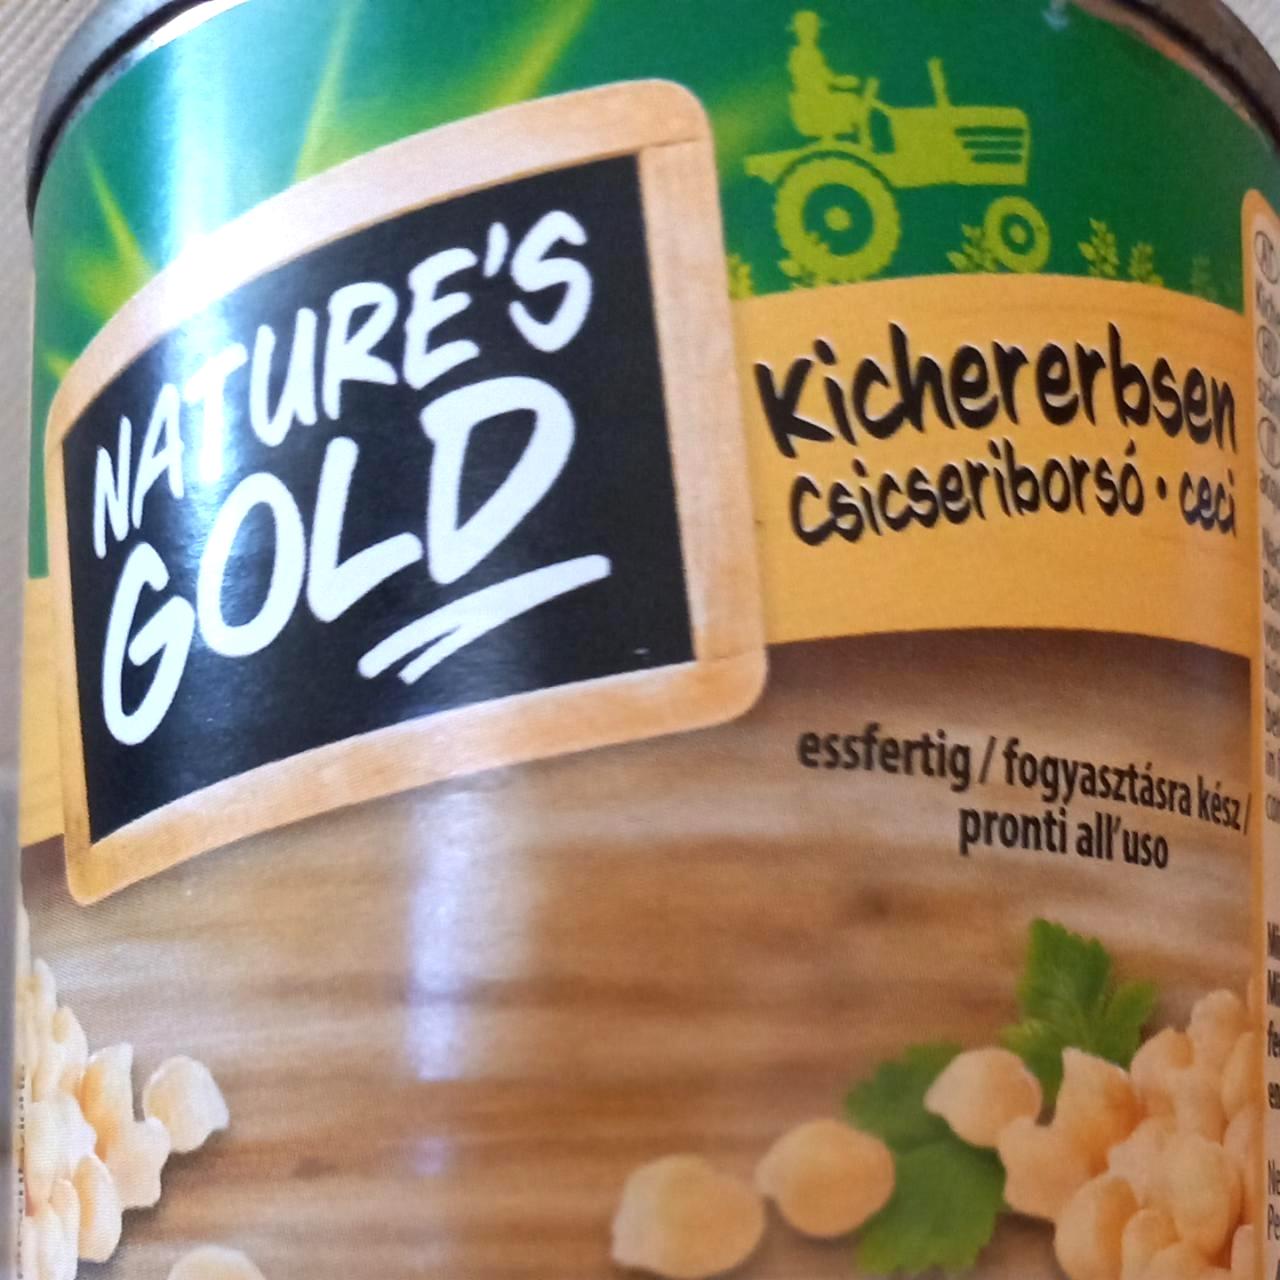 NATURE'S
GOLD
Kichererbsen
csicseriborsó · ceci
essfertig / fogyasztásra kész /
pronti all'uso